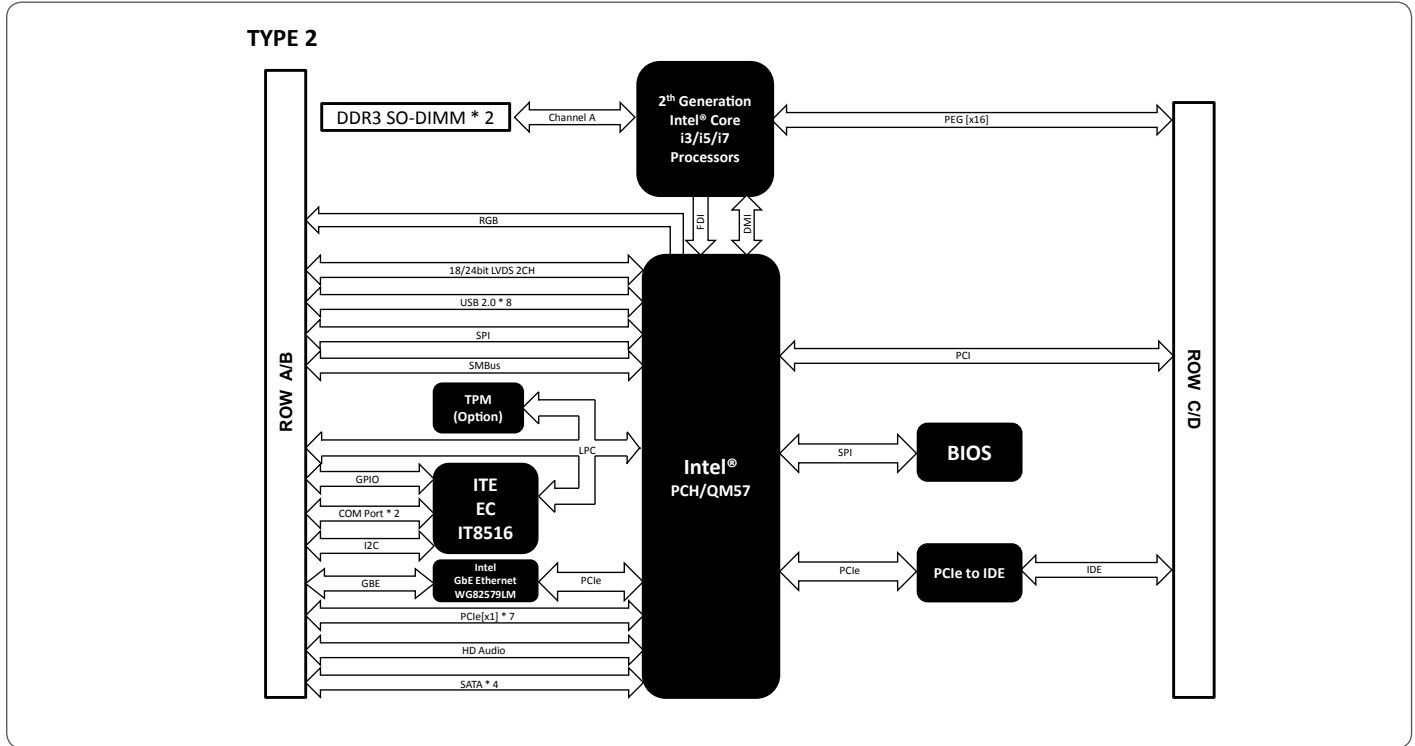 TYPE 2
ROW A/B
DDR3 SO-DIMM * 2
Channel A
2th Generation
Intel® Core
i3/i5/i7
Processors
PEG [x16]
ROW C/D
RGB
FDI
DMI
18/24bit LVDS 2CH
USB 2.0 * 8
SPI
SMBus
TPM
(Option)
LPC
GPIO
COM Port * 2
I2C
ITE
EC
IT8516
GBE
Intel
GbE Ethernet
WG82579LM
PCIe
PCIe[x1] * 7
HD Audio
SATA * 4
Intel®
PCH/QM57
PCI
SPI
BIOS
PCIe
PCIe to IDE
IDE